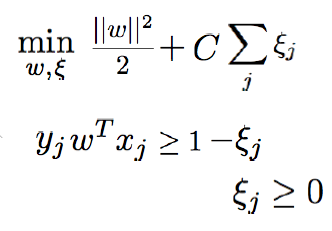 min w,ξ ||w||²/2 + C ∑j ξj
yj wᵀ xj ≥ 1 − ξj
ξj ≥ 0